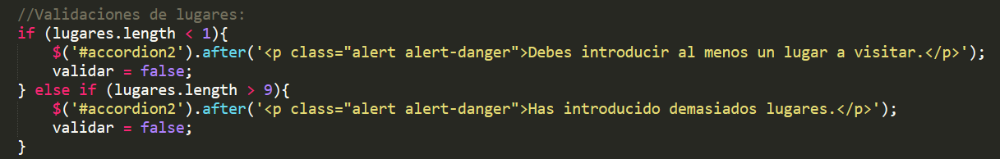 //Validaciones de lugares:
if (lugares.length < 1){
    $('#accordion2').after('<p class="alert alert-danger">Debes introducir al menos un lugar a visitar.</p>');
    validar = false;
} else if (lugares.length > 9){
    $('#accordion2').after('<p class="alert alert-danger">Has introducido demasiados lugares.</p>');
    validar = false;
}